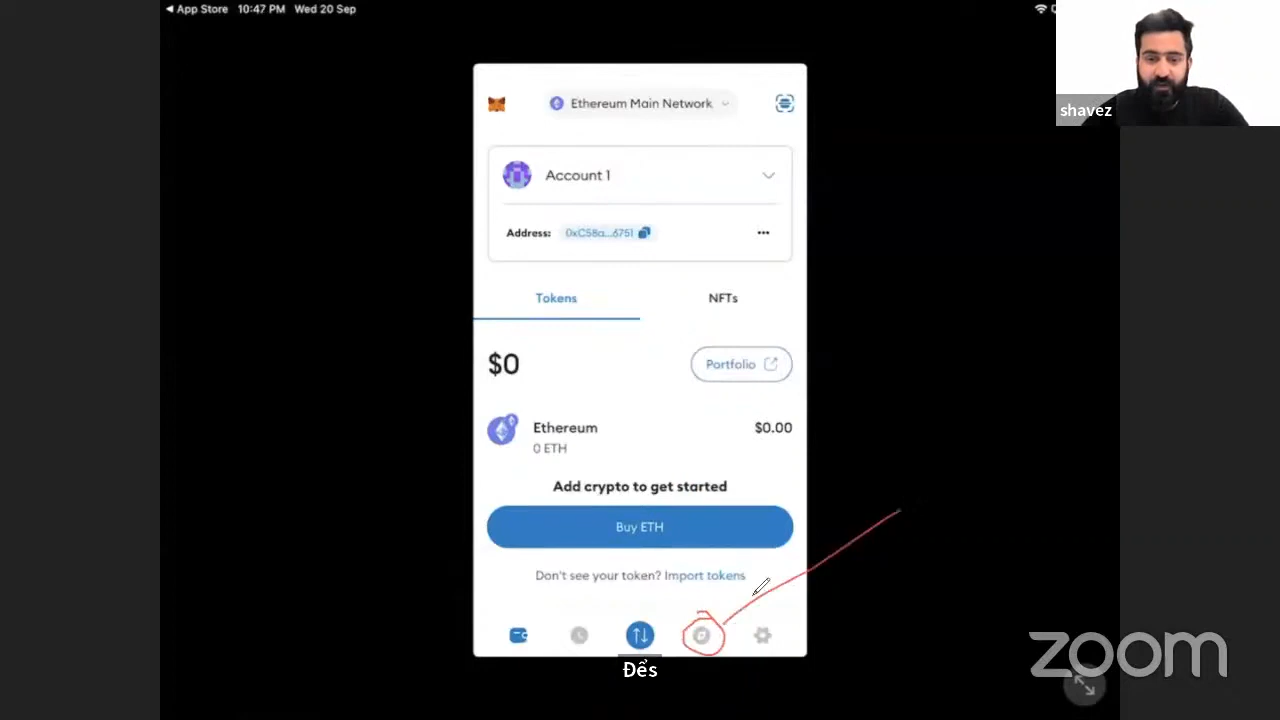 ◀ App Store 10:47 PM Wed 20 Sep
shavez
Ethereum Main Network
Account 1
Address: 0xC58a...6751
Tokens NFTs
$0 Portfolio
Ethereum $0.00
0 ETH
Add crypto to get started
Buy ETH
Don't see your token? Import tokens
Để​s
zoom